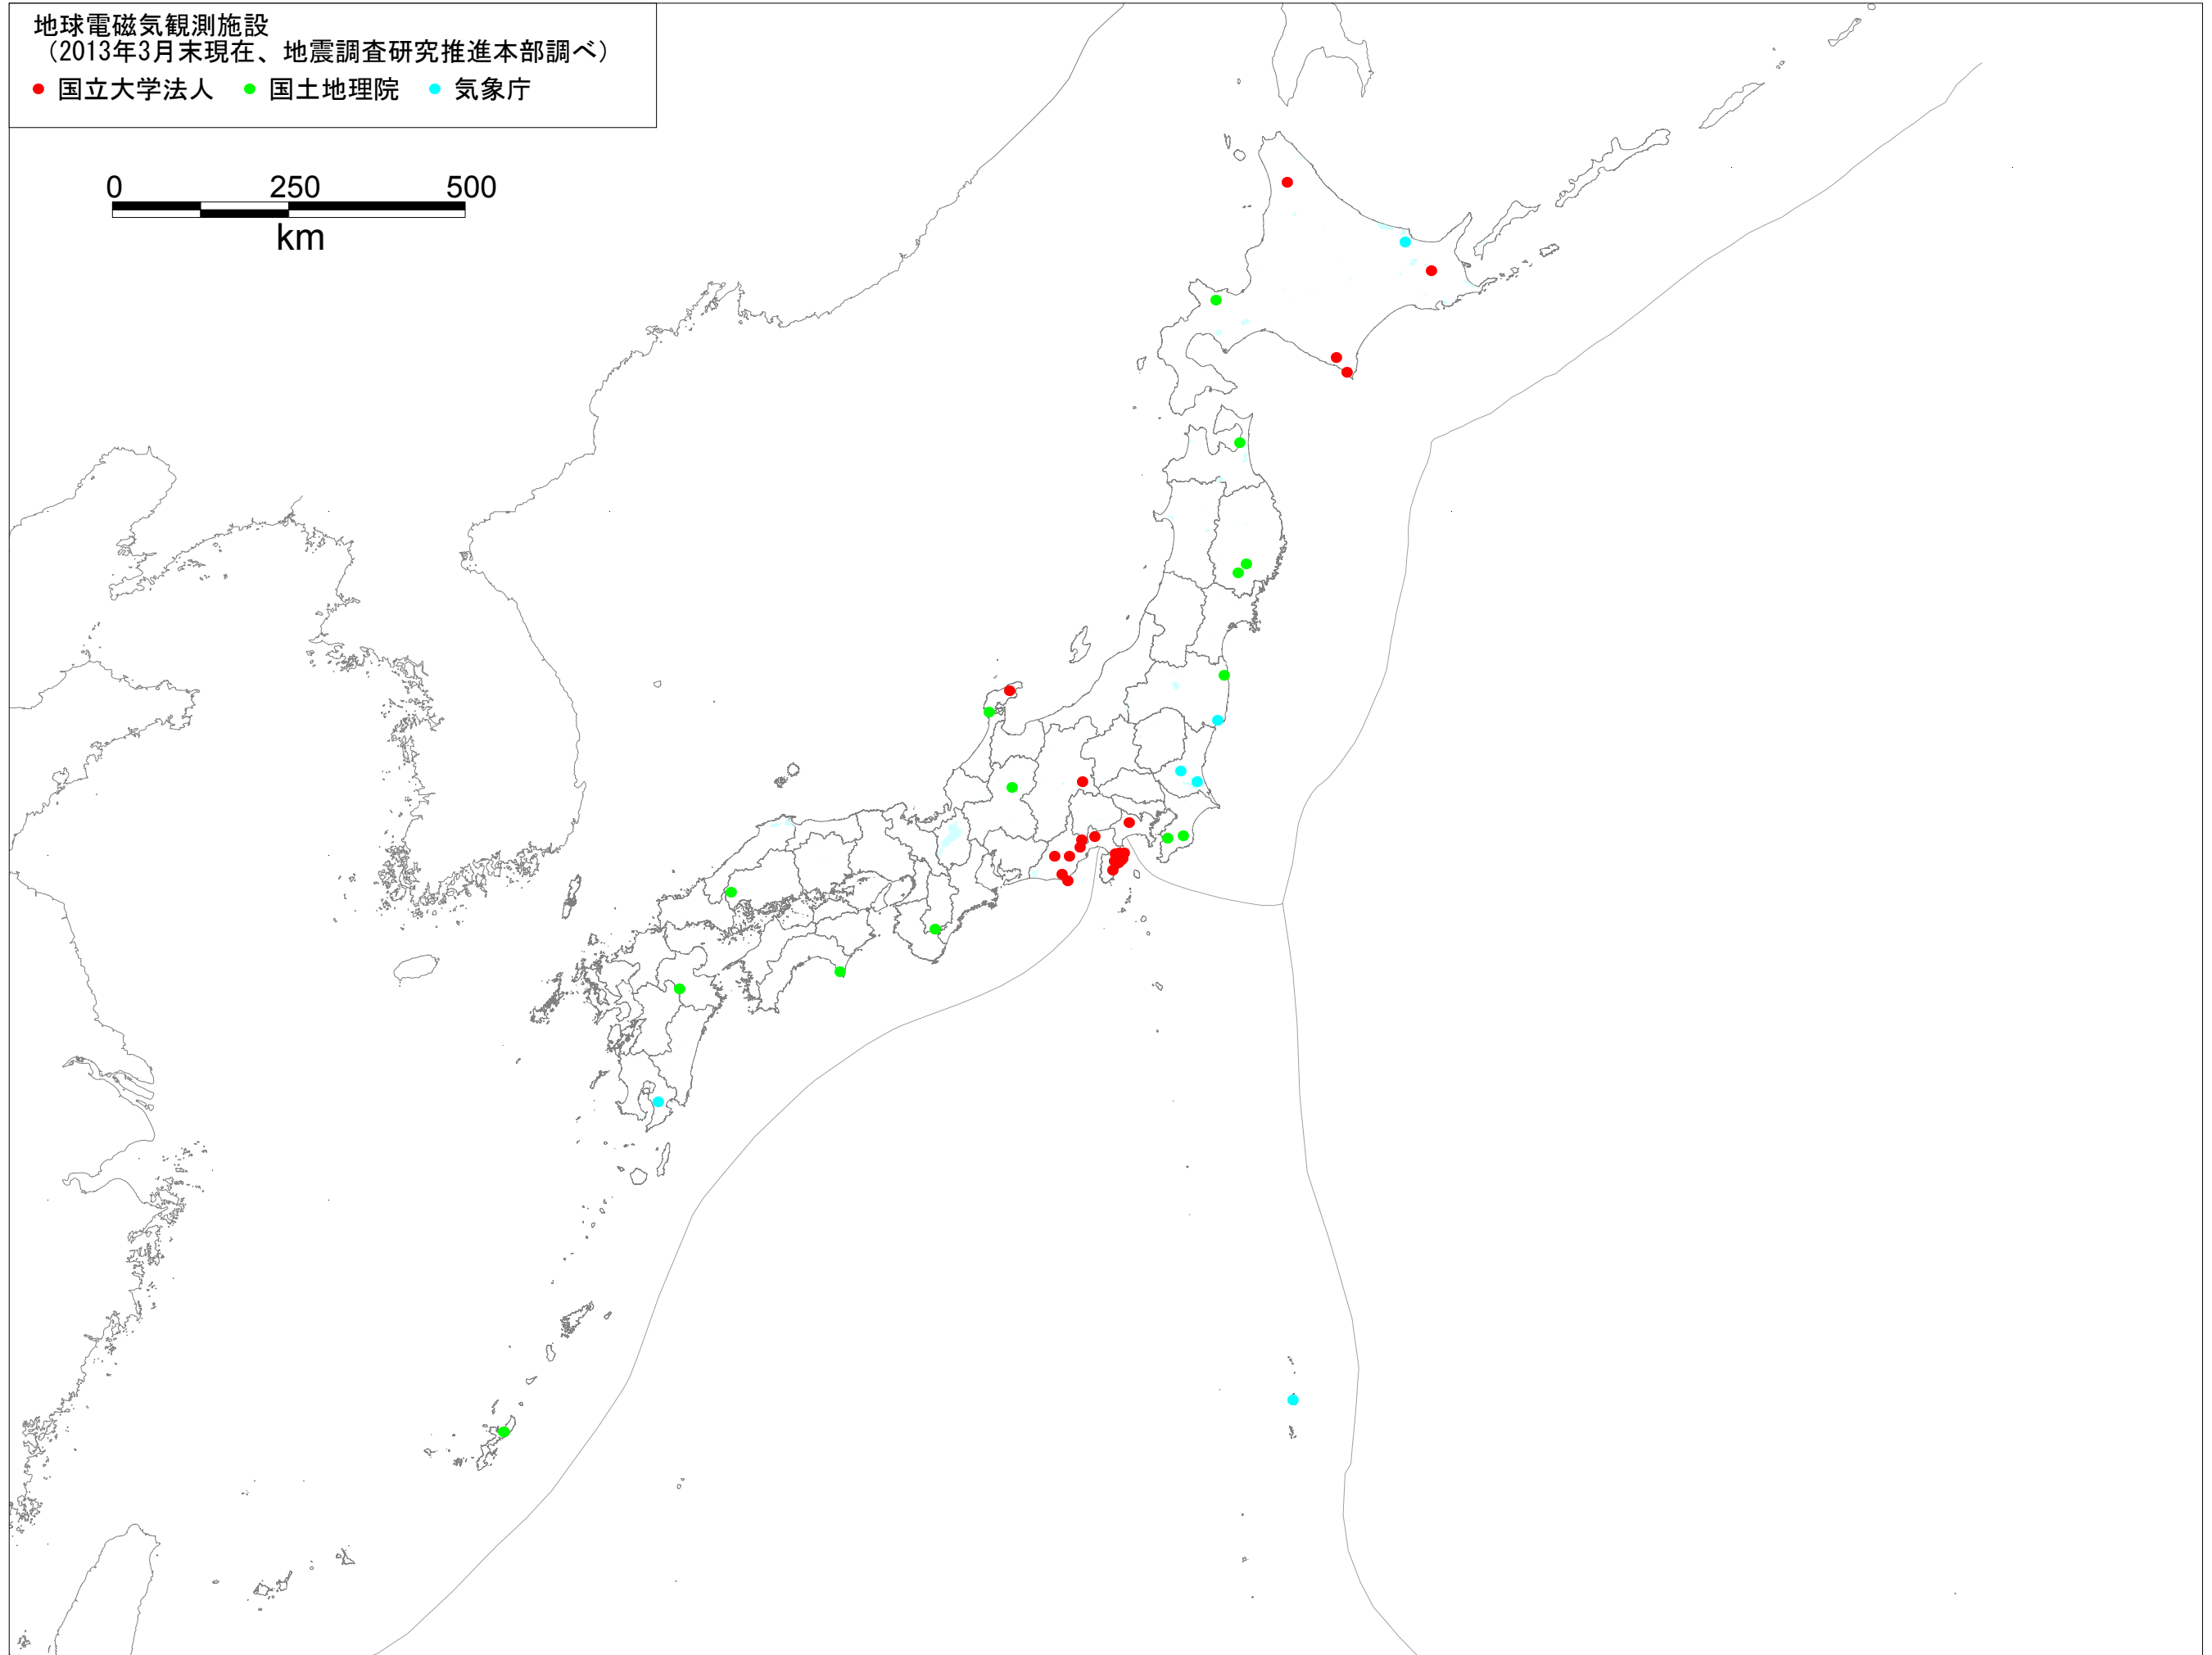 地球電磁気観測施設
（2013年3月末現在、地震調査研究推進本部調べ）
国立大学法人 国土地理院 気象庁
0 250 500
km